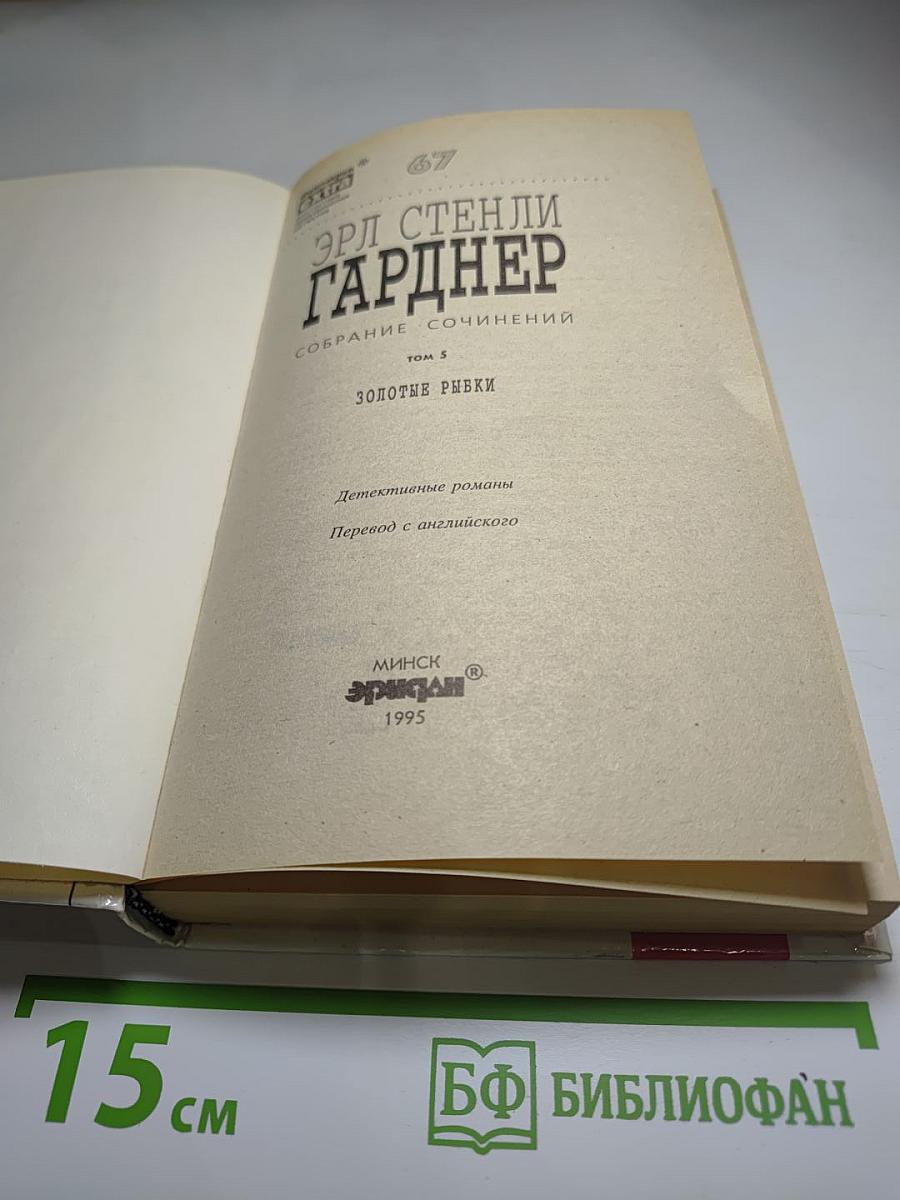 67
ЭРЛ СТЕНЛИ
ГАРДНЕР
СОБРАНИЕ СОЧИНЕНИЙ
том 5
ЗОЛОТЫЕ РЫБКИ
Детективные романы
Перевод с английского
МИНСК
®
1995
15 см
БФ БИБЛИОФАН